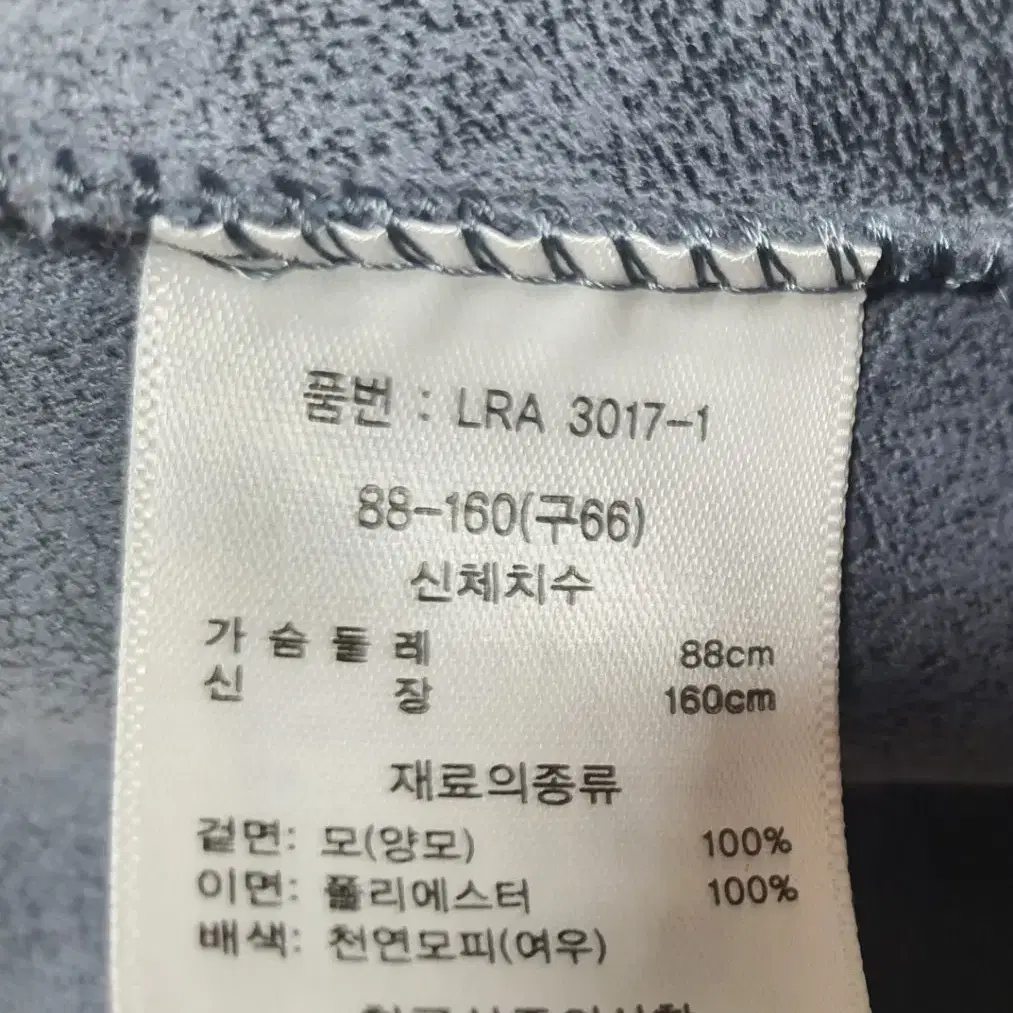 품번 : LRA 3017-1
88-160(구66)
신체치수
가 슴 둘 레 88cm
신 장 160cm
재료의종류
겉면: 모(양모) 100%
이면: 폴리에스터 100%
배색: 천연모피(여우)